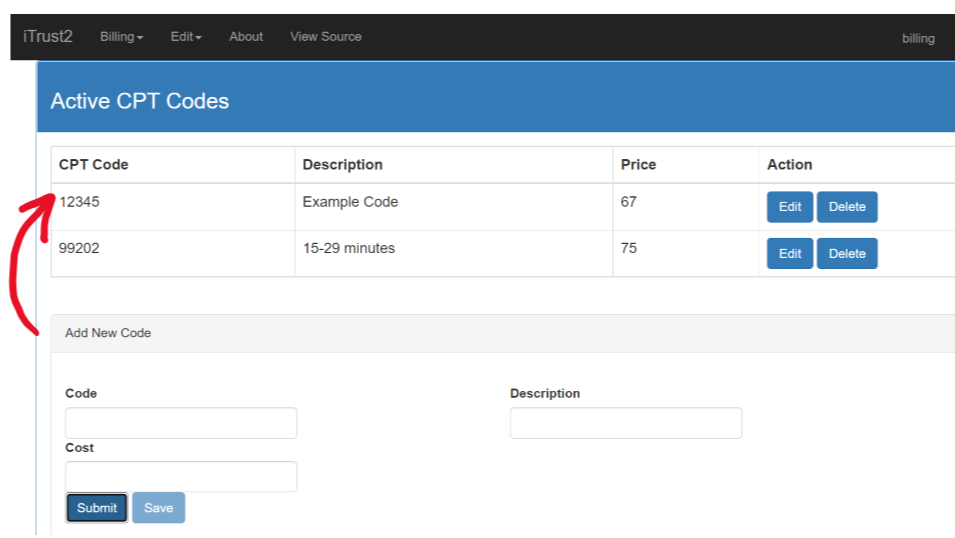 iTrust2 Billing Edit About View Source billing
Active CPT Codes
CPT Code Description Price Action
12345 Example Code 67 Edit Delete
99202 15-29 minutes 75 Edit Delete
Add New Code
Code Description
Cost
Submit Save